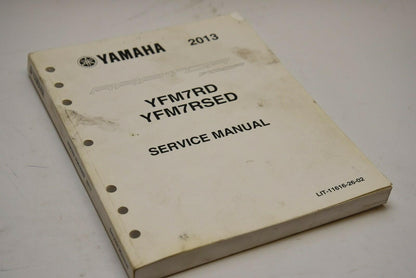 YAMAHA 2013
YFM7RD
YFM7RSED
SERVICE MANUAL
LIT-11616-26-02